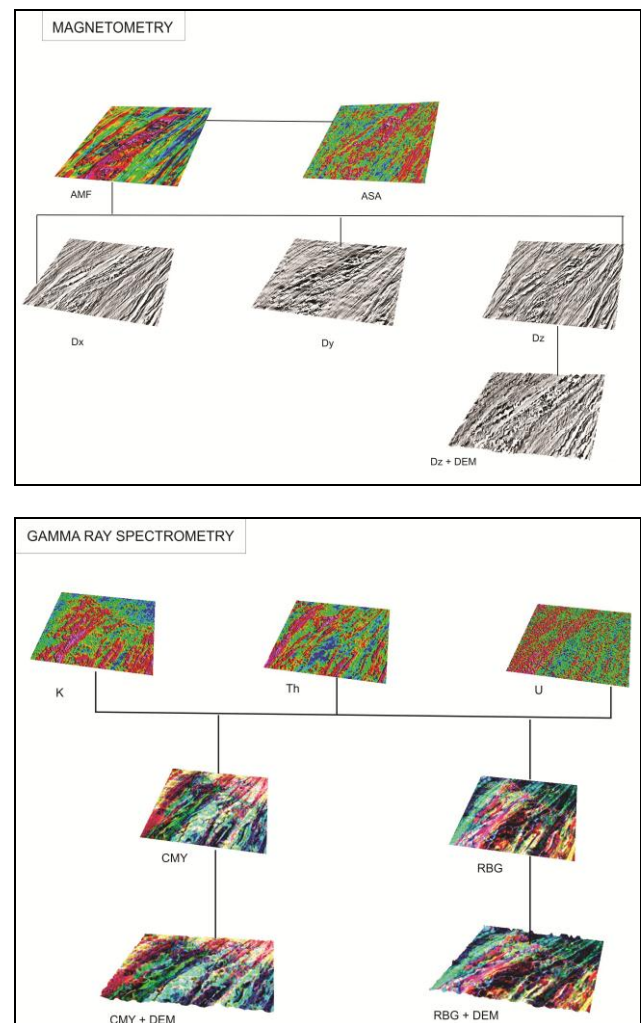 MAGNETOMETRY
AMF
ASA
Dx
Dy
Dz
Dz + DEM
GAMMA RAY SPECTROMETRY
K
Th
U
CMY
RBG
CMY + DEM
RBG + DEM